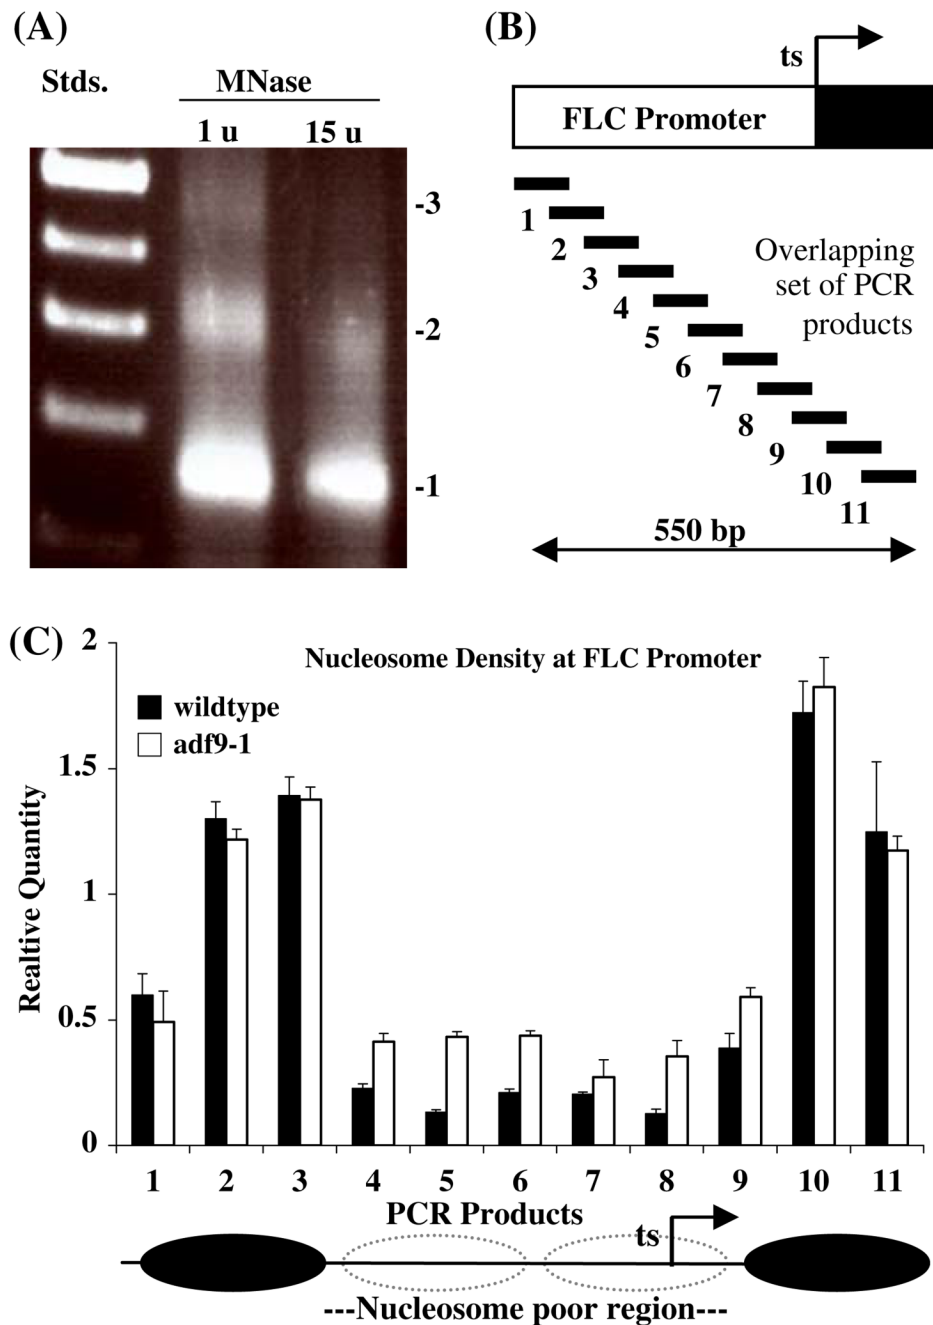 (A)
Stds.
MNase
1 u
15 u
-3
-2
-1
(B)
ts
FLC Promoter
1
2
3
4
5
6
7
8
9
10
11
Overlapping
set of PCR
products
550 bp
(C)
Nucleosome Density at FLC Promoter
wildtype
adf9-1
Realtive Quantity
2
1.5
1
0.5
0
1 2 3 4 5 6 7 8 9 10 11
PCR Products
ts
---Nucleosome poor region---